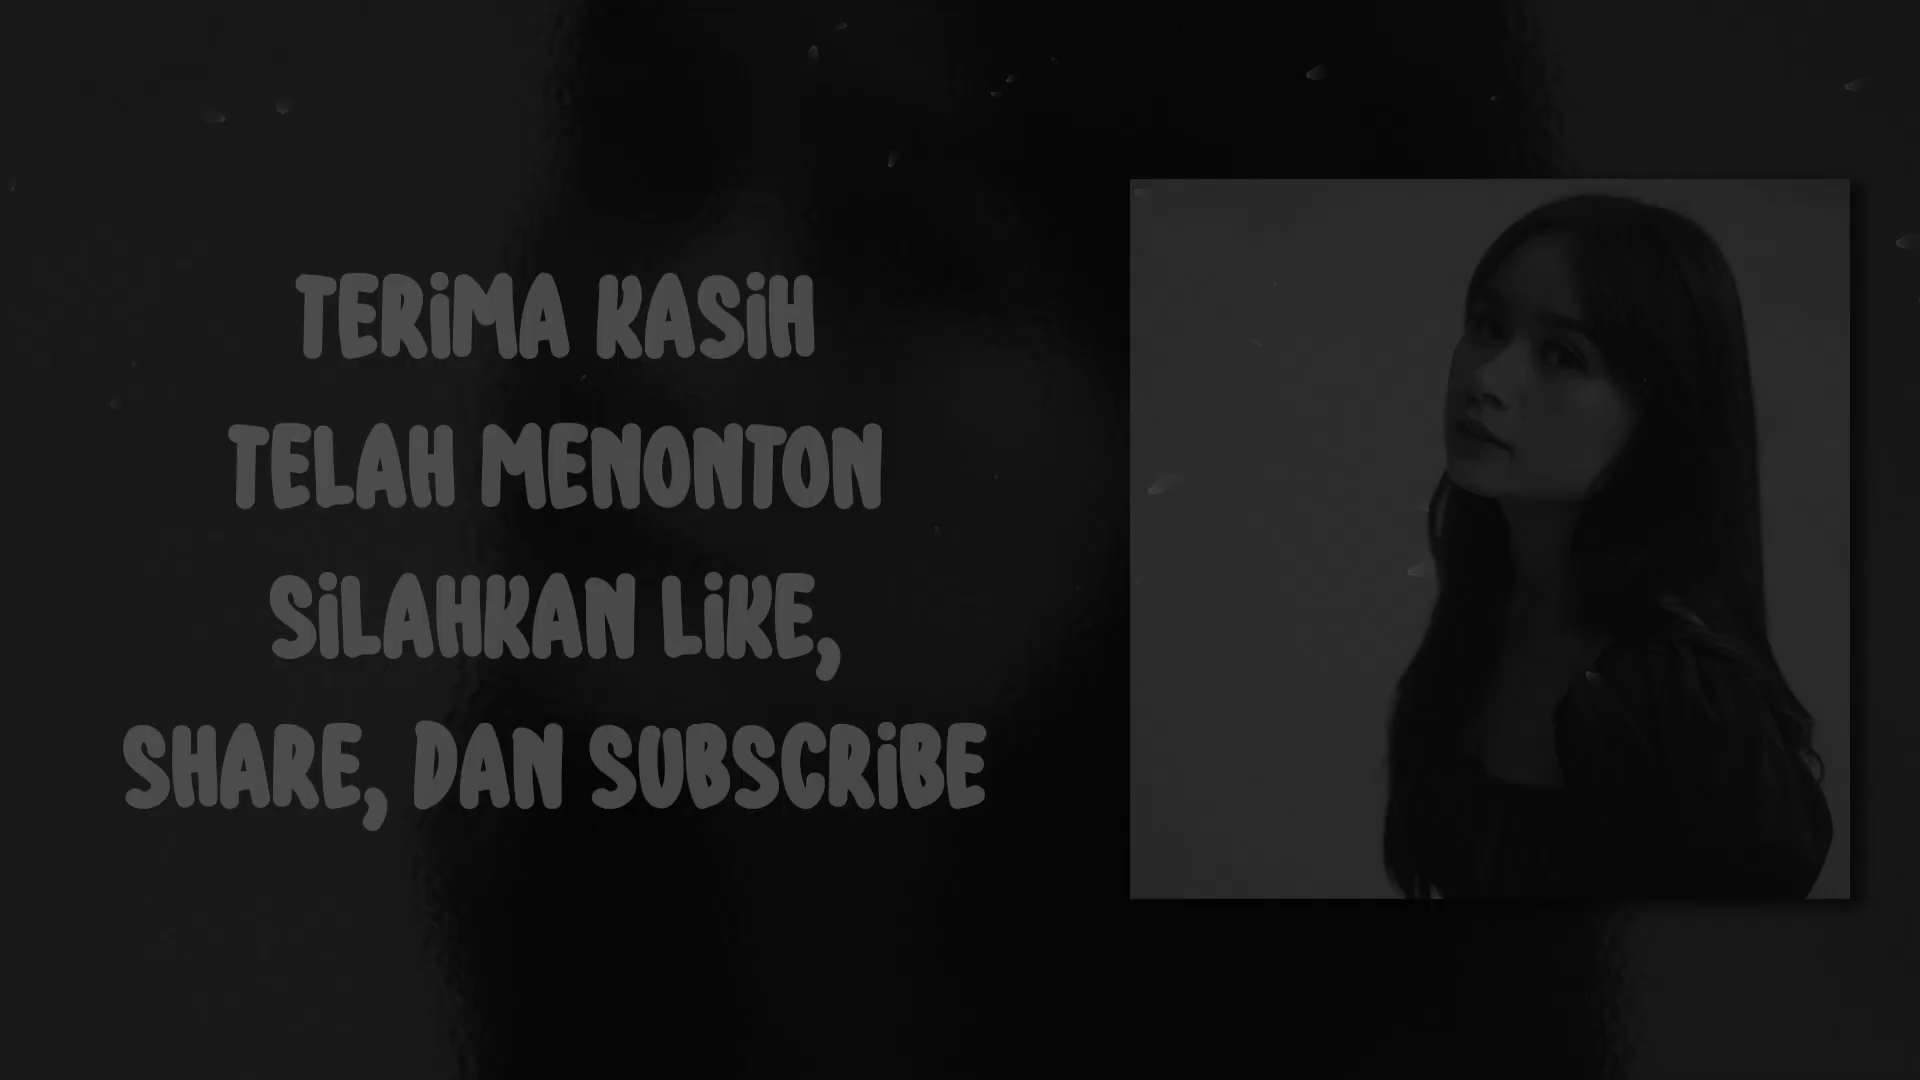 TERIMA KASIH
TELAH MENONTON
SILAHKAN LIKE,
SHARE, DAN SUBSCRIBE